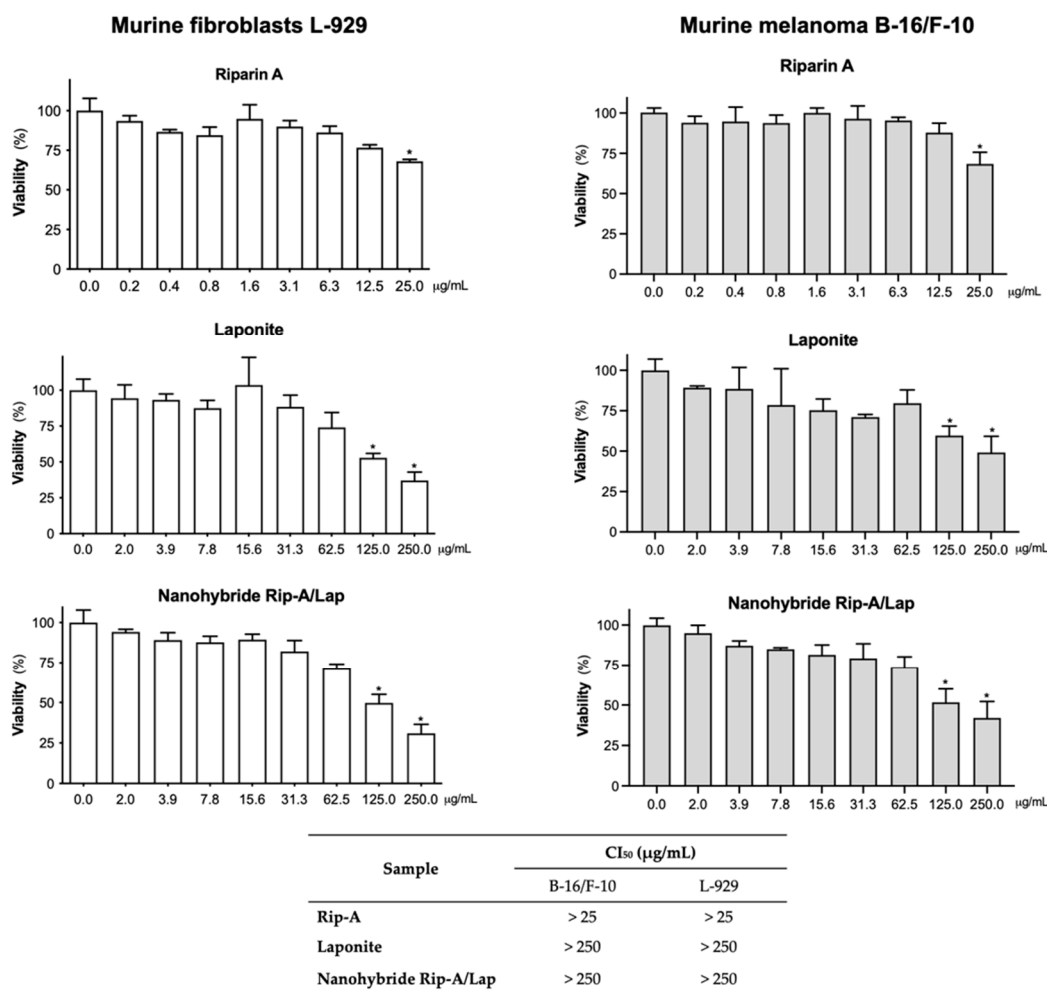 Murine fibroblasts L-929
Murine melanoma B-16/F-10
Riparin A
Viability (%)
100
75
50
25
0
*
0.0 0.2 0.4 0.8 1.6 3.1 6.3 12.5 25.0 µg/mL
Riparin A
Viability (%)
100
75
50
25
0
*
0.0 0.2 0.4 0.8 1.6 3.1 6.3 12.5 25.0 µg/mL
Laponite
Viability (%)
100
75
50
25
0
* *
0.0 2.0 3.9 7.8 15.6 31.3 62.5 125.0 250.0 µg/mL
Laponite
Viability (%)
100
75
50
25
0
* *
0.0 2.0 3.9 7.8 15.6 31.3 62.5 125.0 250.0 µg/mL
Nanohybride Rip-A/Lap
Viability (%)
100
75
50
25
0
* *
0.0 2.0 3.9 7.8 15.6 31.3 62.5 125.0 250.0 µg/mL
Nanohybride Rip-A/Lap
Viability (%)
100
75
50
25
0
* *
0.0 2.0 3.9 7.8 15.6 31.3 62.5 125.0 250.0 µg/mL
Sample CI₅₀ (µg/mL)
B-16/F-10 L-929
Rip-A > 25 > 25
Laponite > 250 > 250
Nanohybride Rip-A/Lap > 250 > 250